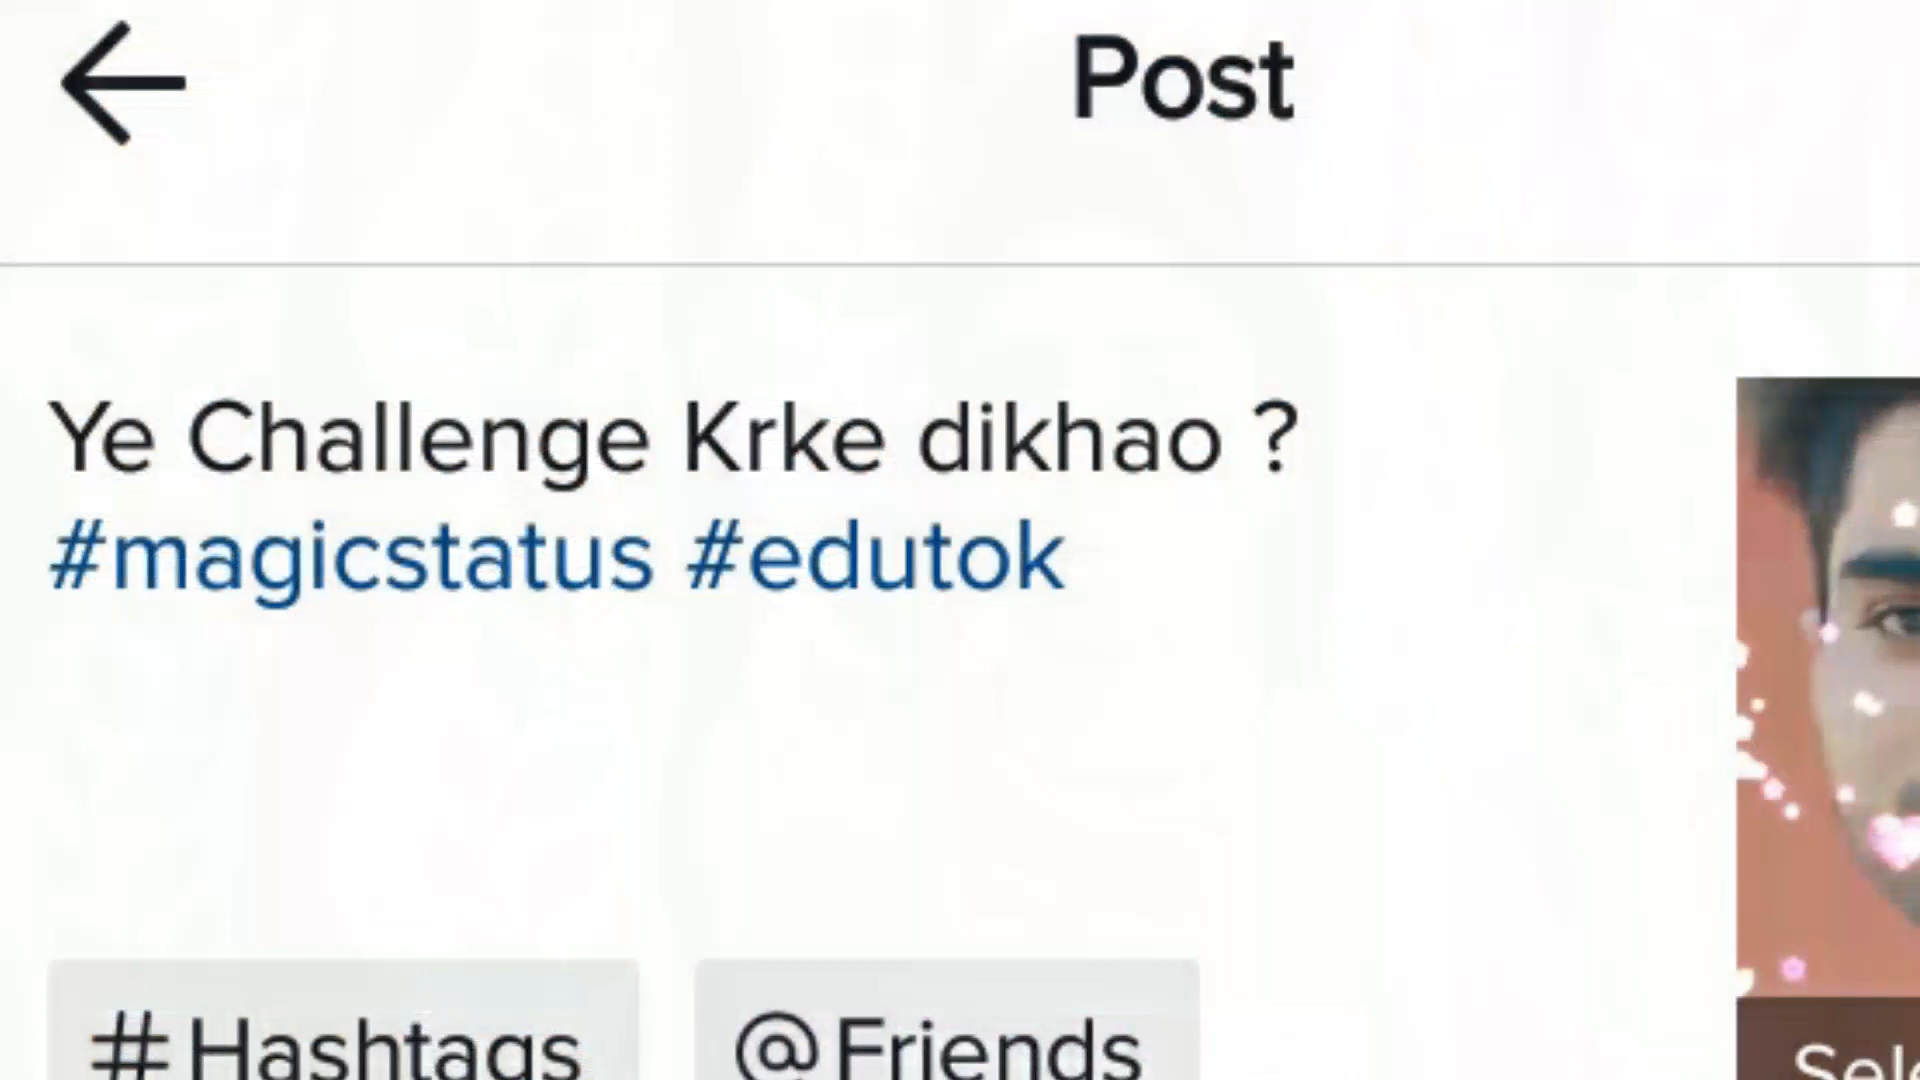 Post
Ye Challenge Krke dikhao ?
#magicstatus #edutok
#Hashtags
@Friends